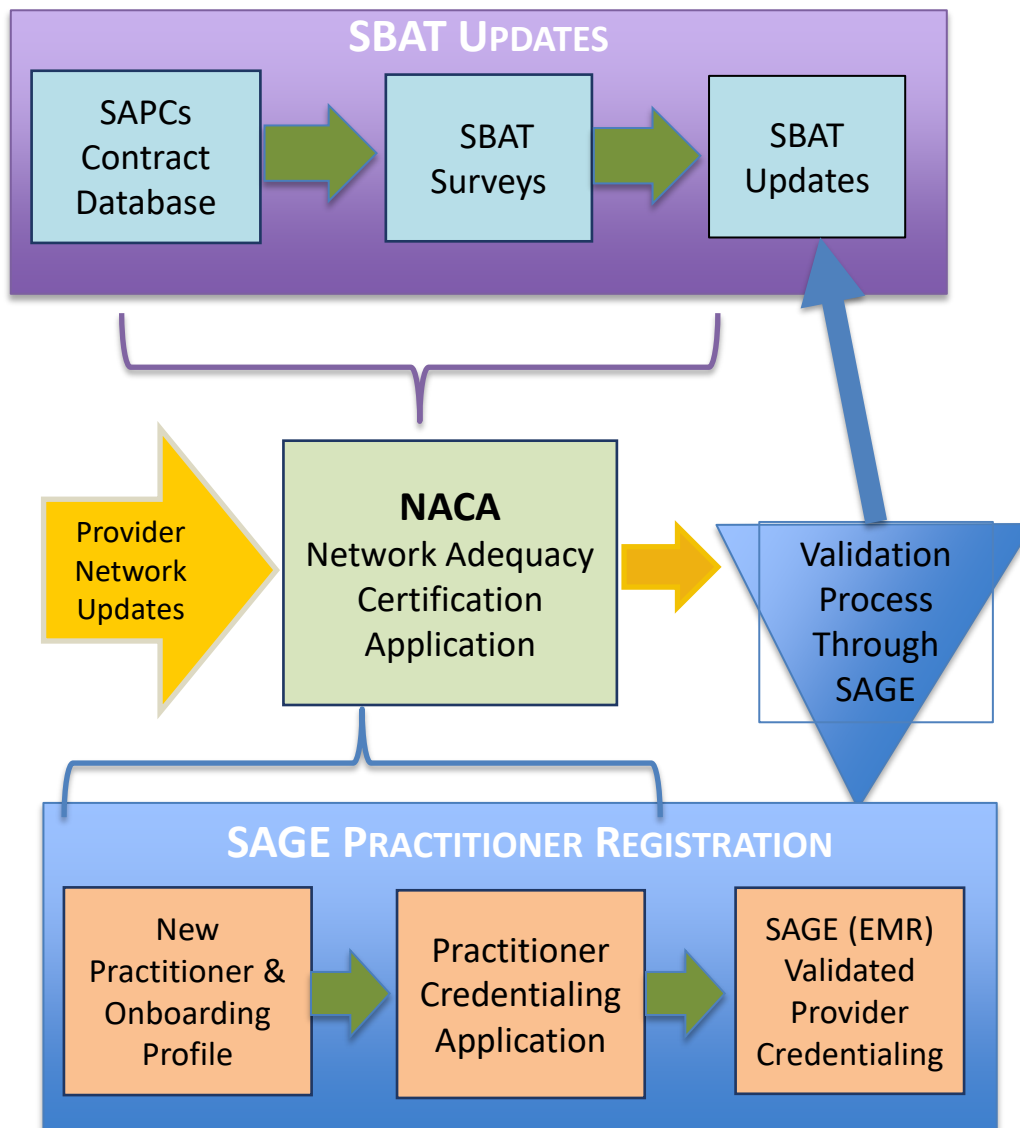 SBAT UPDATES
SAPCs
Contract
Database
SBAT
Surveys
SBAT
Updates
Provider
Network
Updates
NACA
Network Adequacy
Certification
Application
Validation
Process
Through
SAGE
SAGE PRACTITIONER REGISTRATION
New
Practitioner &
Onboarding
Profile
Practitioner
Credentialing
Application
SAGE (EMR)
Validated
Provider
Credentialing